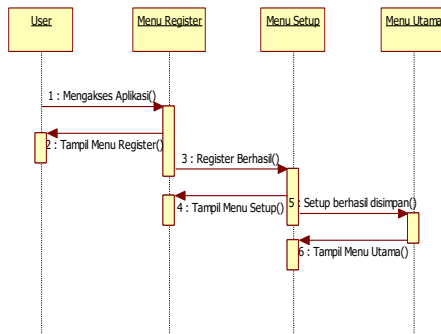 User
Menu Register
Menu Setup
Menu Utama
1 : Mengakses Aplikasi()
2 : Tampil Menu Register()
3 : Register Berhasil()
4 : Tampil Menu Setup()
5 : Setup berhasil disimpan()
6 : Tampil Menu Utama()